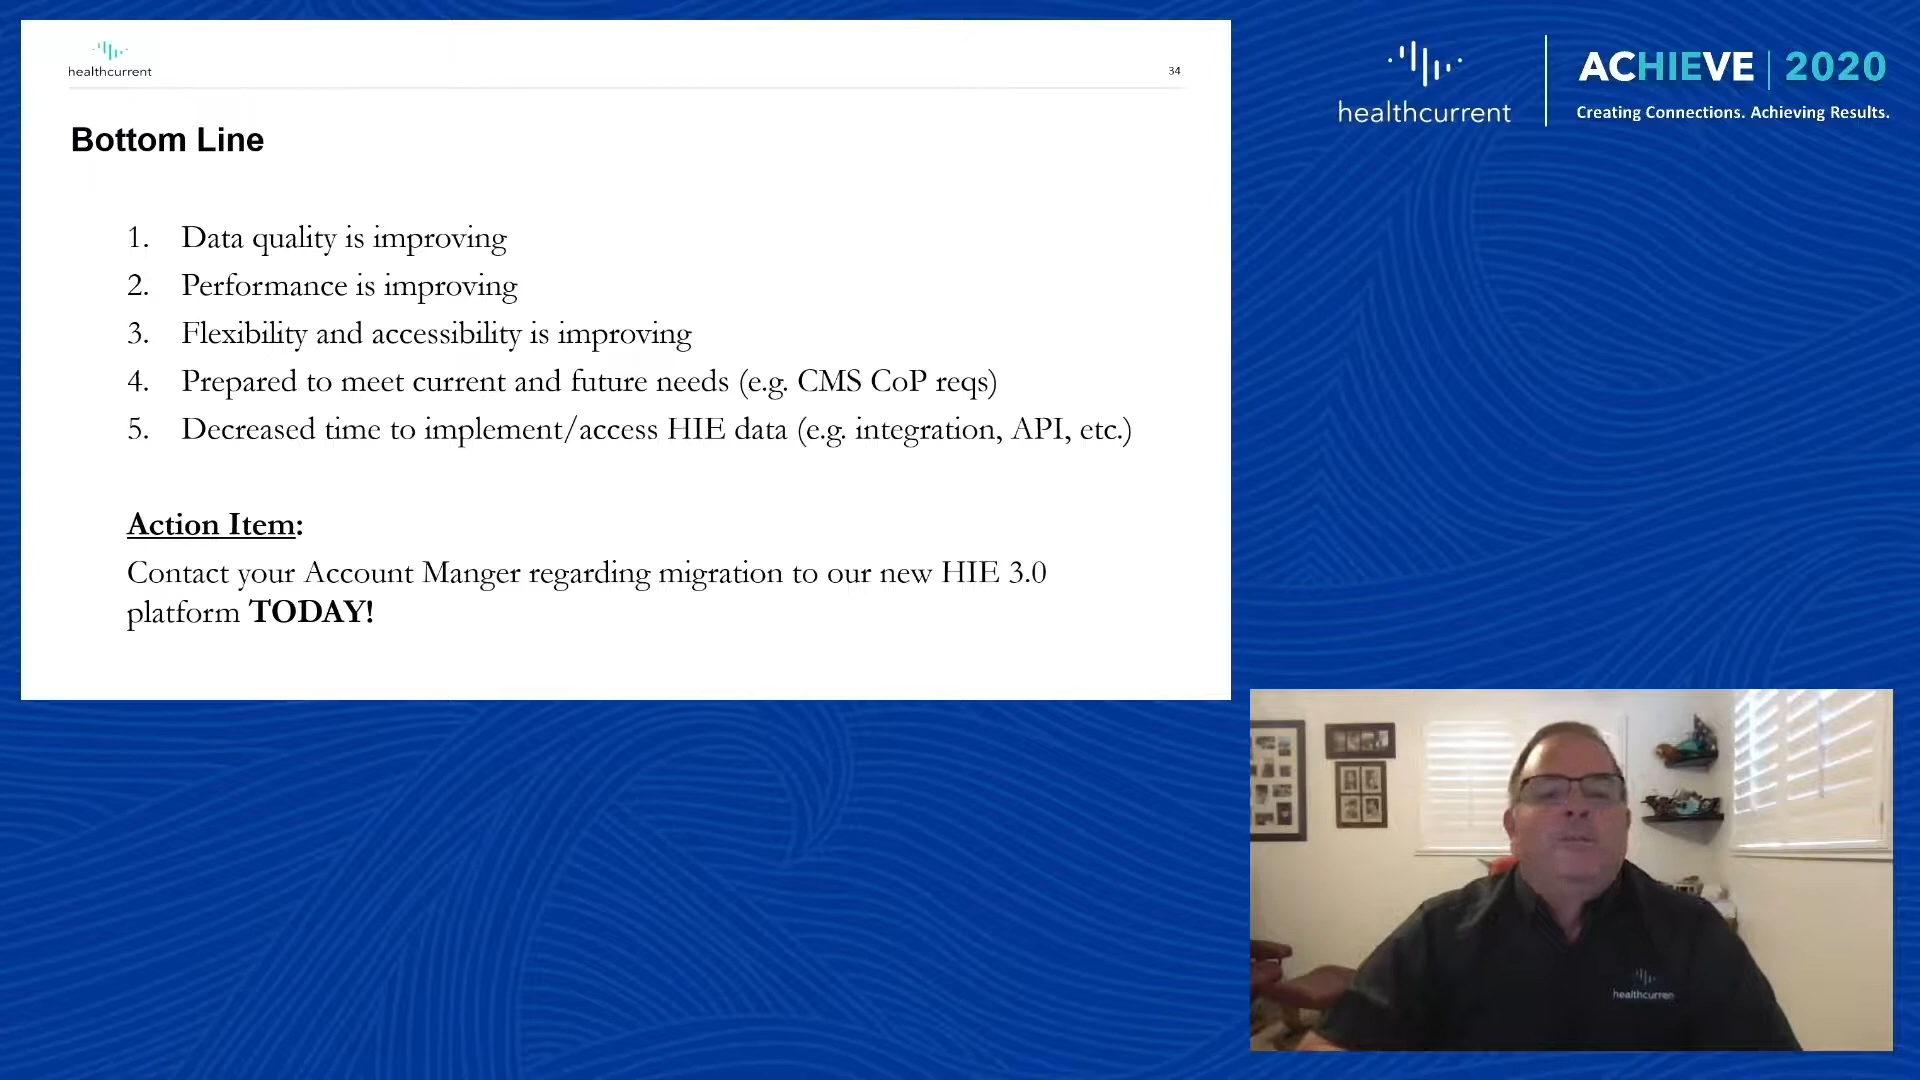 healthcurrent
34
Bottom Line
1. Data quality is improving
2. Performance is improving
3. Flexibility and accessibility is improving
4. Prepared to meet current and future needs (e.g. CMS CoP reqs)
5. Decreased time to implement/access HIE data (e.g. integration, API, etc.)
Action Item:
Contact your Account Manger regarding migration to our new HIE 3.0
platform TODAY!
healthcurrent
ACHIEVE | 2020
Creating Connections. Achieving Results.
healthcurrent